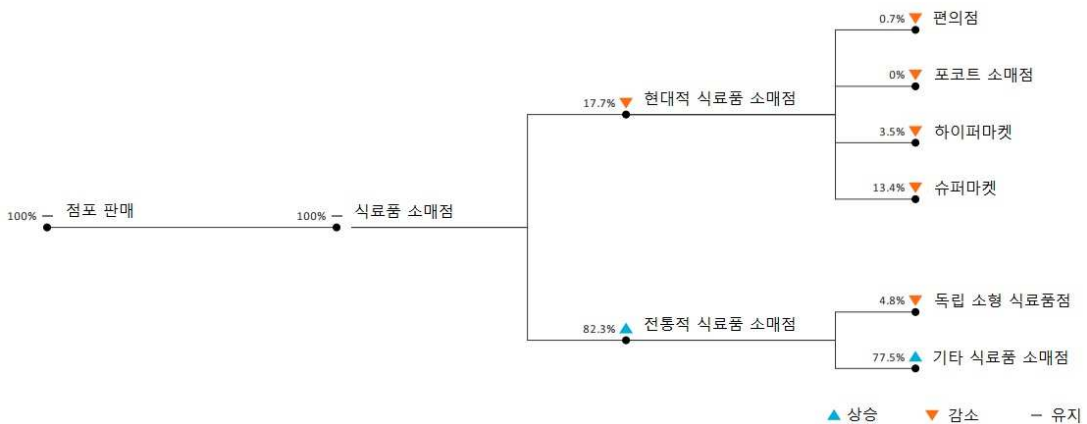 0.7% ▼ 편의점
0% ▼ 포코트 소매점
17.7% ▼ 현대적 식료품 소매점
3.5% ▼ 하이퍼마켓
13.4% ▼ 슈퍼마켓
100% — 점포 판매
100% — 식료품 소매점
4.8% ▼ 독립 소형 식료품점
82.3% ▲ 전통적 식료품 소매점
77.5% ▲ 기타 식료품 소매점
▲ 상승 ▼ 감소 — 유지